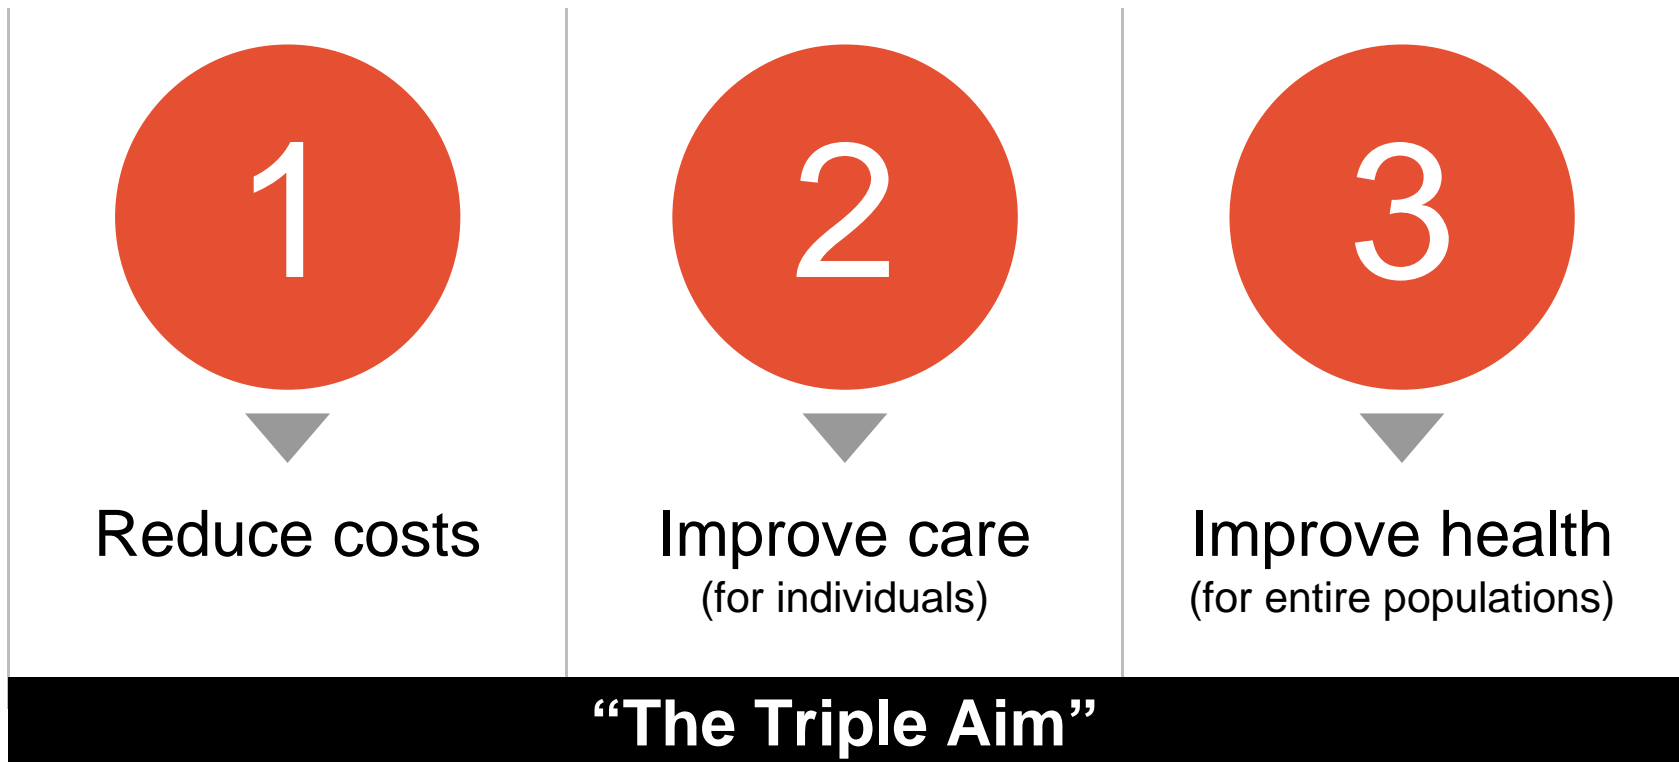 1
Reduce costs
2
Improve care
(for individuals)
3
Improve health
(for entire populations)
“The Triple Aim”